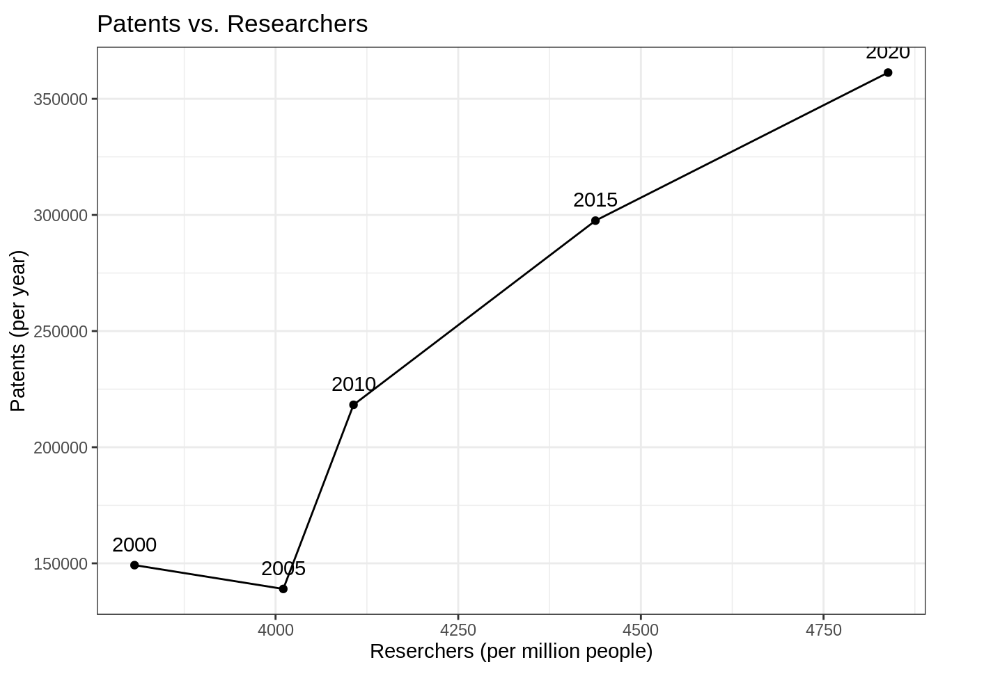 Patents vs. Researchers
2020
350000
2015
300000
Patents (per year)
250000
2010
200000
2000
2005
150000
4000 4250 4500 4750
Reserchers (per million people)